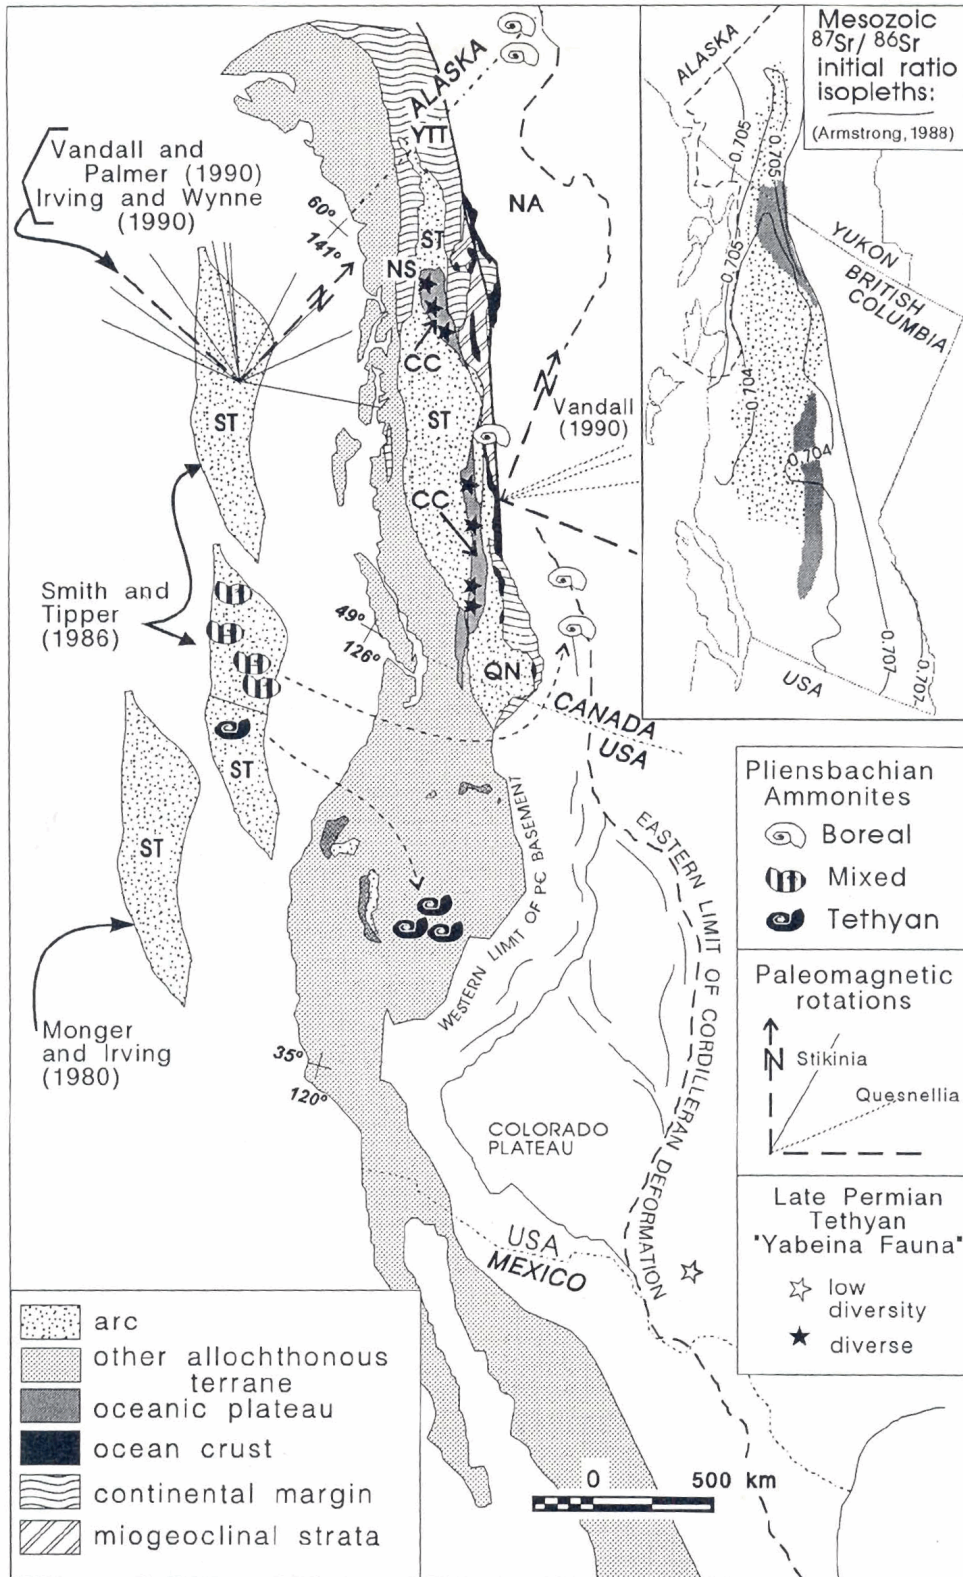 Mesozoic
87Sr/ 86Sr
initial ratio
isopleths:
(Armstrong, 1988)
ALASKA
0.705
0.705
0.705
YUKON
BRITISH
COLUMBIA
0.704
0.704
0.707
0.707
USA
Vandall and
Palmer (1990)
Irving and Wynne
(1990)
ALASKA
YTT
NA
60°
141°
N
ST
NS
CC
ST
ST
N
Vandall
(1990)
CC
Smith and
Tipper
(1986)
49°
126°
QN
CANADA
USA
ST
ST
Monger
and Irving
(1980)
WESTERN LIMIT OF P€ BASEMENT
EASTERN LIMIT OF CORDILLERAN DEFORMATION
35°
120°
COLORADO
PLATEAU
USA
MEXICO
Pliensbachian
Ammonites
Boreal
Mixed
Tethyan
Paleomagnetic
rotations
N
Stikinia
Quesnellia
Late Permian
Tethyan
"Yabeina Fauna"
low
diversity
diverse
arc
other allochthonous
terrane
oceanic plateau
ocean crust
continental margin
miogeoclinal strata
0 500 km